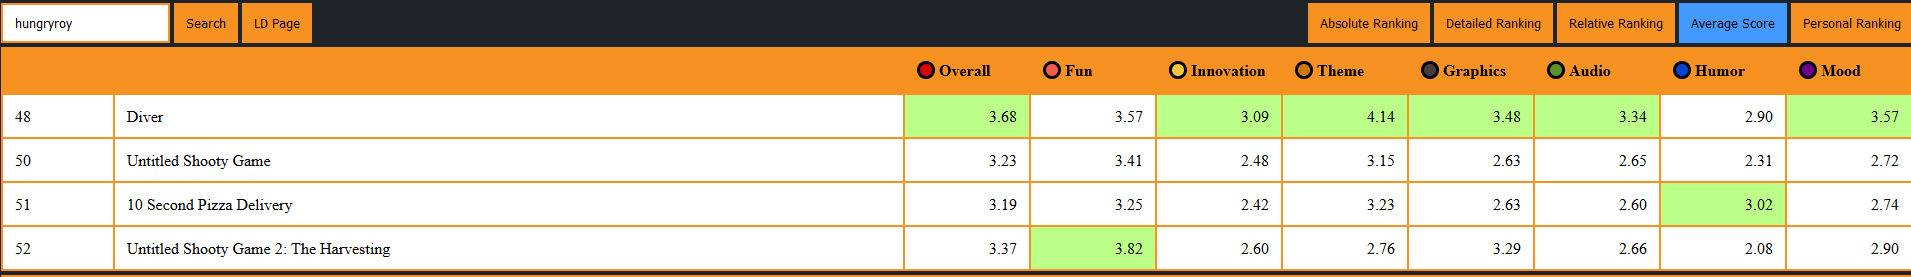 hungryroy Search LD Page Absolute Ranking Detailed Ranking Relative Ranking Average Score Personal Ranking
Overall Fun Innovation Theme Graphics Audio Humor Mood
48 Diver 3.68 3.57 3.09 4.14 3.48 3.34 2.90 3.57
50 Untitled Shooty Game 3.23 3.41 2.48 3.15 2.63 2.65 2.31 2.72
51 10 Second Pizza Delivery 3.19 3.25 2.42 3.23 2.63 2.60 3.02 2.74
52 Untitled Shooty Game 2: The Harvesting 3.37 3.82 2.60 2.76 3.29 2.66 2.08 2.90